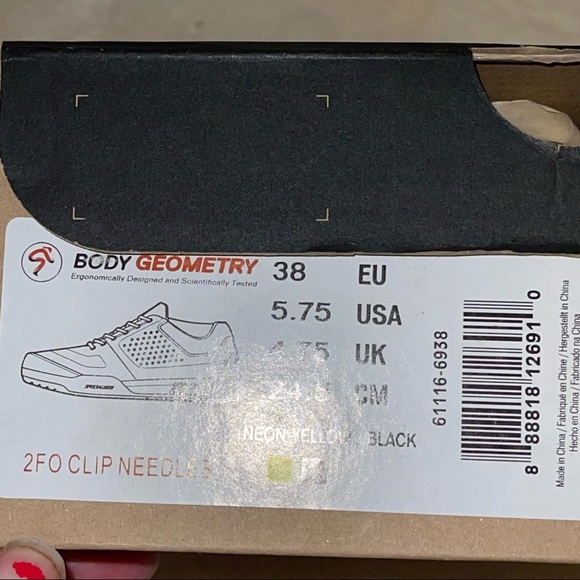 BODY GEOMETRY
Ergonomically Designed and Scientifically Tested
38 EU
5.75 USA
UK
CM
SPECIALIZED
NEON YELLOW BLACK
2FO CLIP NEEDLES
61116-6938
8 88818 12691 0
Made in China / Fabriqué en Chine / Hergestellt in China
Hecho en China / Fabricado na China